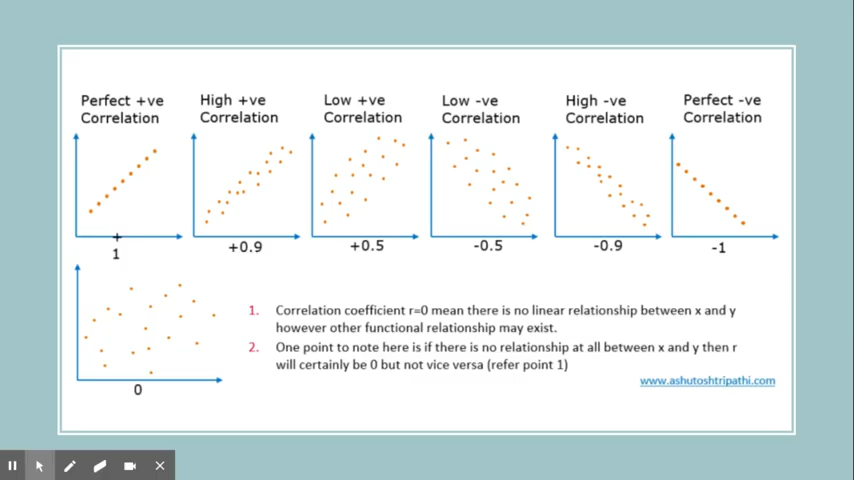 Perfect +ve
Correlation
High +ve
Correlation
Low +ve
Correlation
Low -ve
Correlation
High -ve
Correlation
Perfect -ve
Correlation
+
1
+0.9
+0.5
-0.5
-0.9
-1
0
1. Correlation coefficient r=0 mean there is no linear relationship between x and y
however other functional relationship may exist.
2. One point to note here is if there is no relationship at all between x and y then r
will certainly be 0 but not vice versa (refer point 1)
www.ashutoshtripathi.com